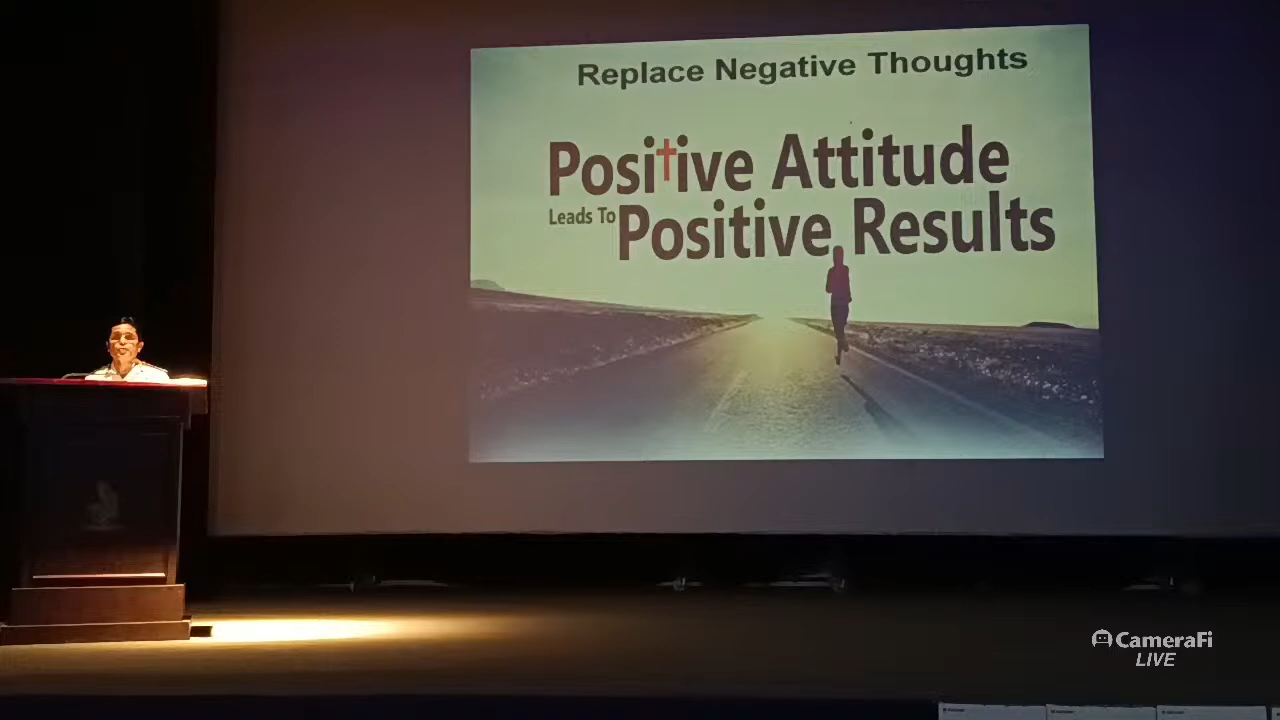 Replace Negative Thoughts
Positive Attitude
Leads To Positive Results
CameraFi
LIVE